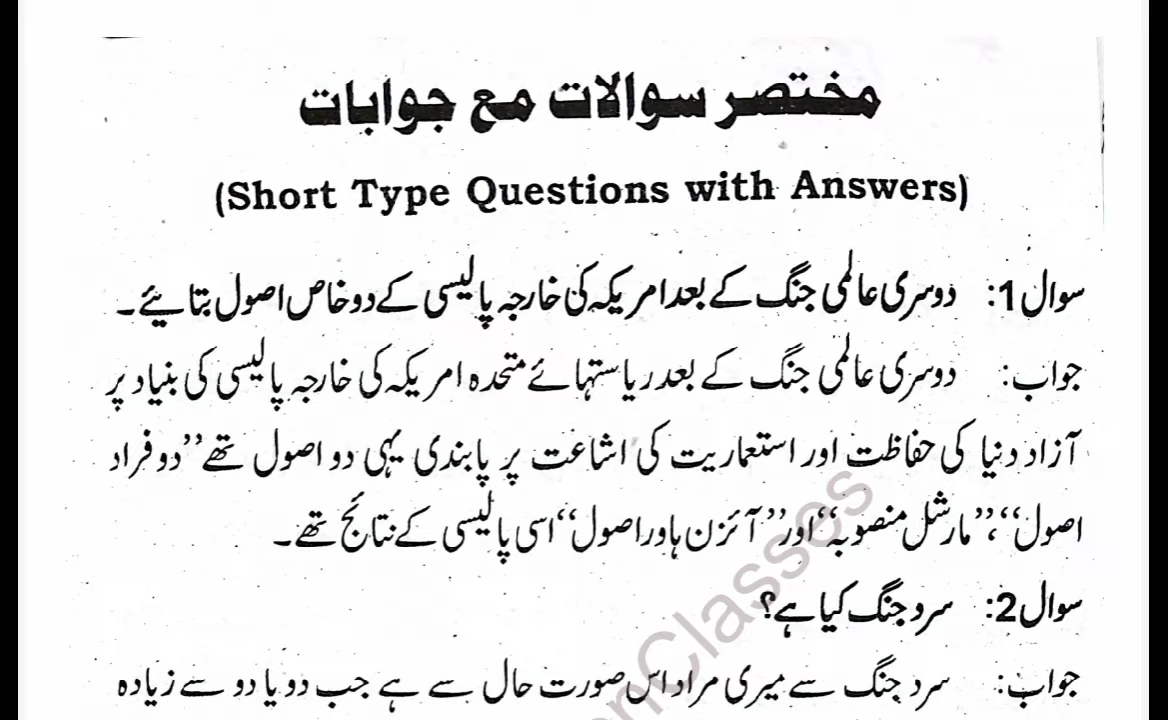 مختصر سوالات مع جوابات
(Short Type Questions with Answers)
سوال 1: دوسری عالمی جنگ کے بعد امریکہ کی خارجہ پالیسی کے دو خاص اصول بتایئے۔
جواب: دوسری عالمی جنگ کے بعد ریاستہائے متحدہ امریکہ کی خارجہ پالیسی کی بنیاد پر
آزاد دنیا کی حفاظت اور استعماریت کی اشاعت پر پابندی یہی دو اصول تھے ”دوفراد
اصول“، ”مارشل منصوبہ“ اور ”آئزن ہاور اصول“ اسی پالیسی کے نتائج تھے۔
سوال 2: سرد جنگ کیا ہے؟
جواب: سرد جنگ سے میری مراد اس صورت حال سے ہے جب دو یا دو سے زیادہ
Classes